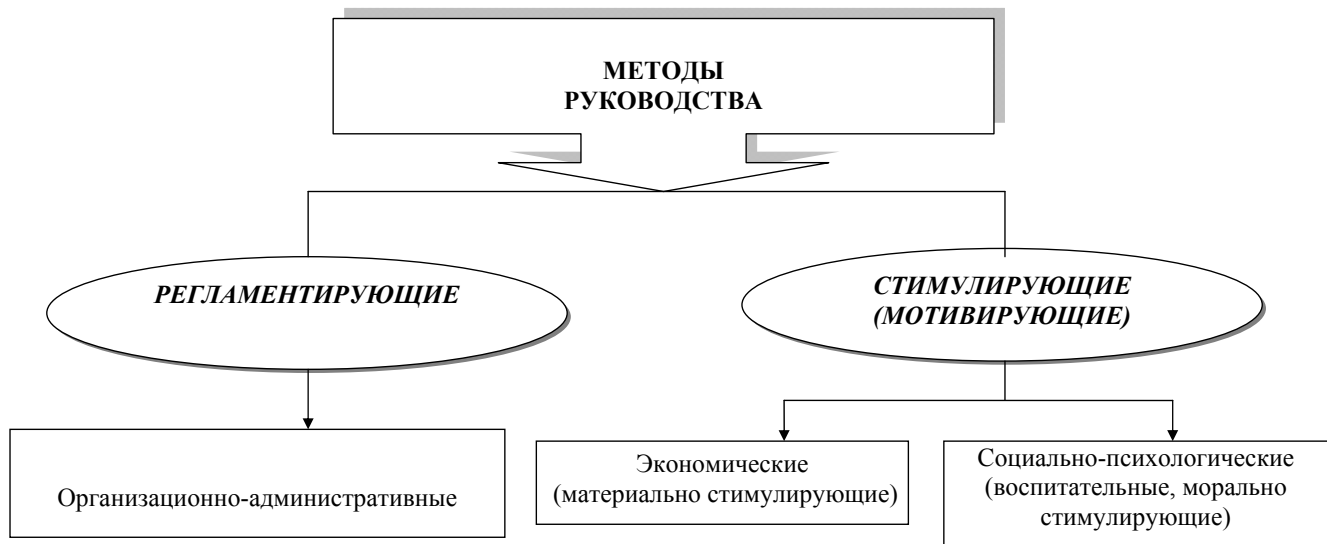 МЕТОДЫ
РУКОВОДСТВА
РЕГЛАМЕНТИРУЮЩИЕ
СТИМУЛИРУЮЩИЕ
(МОТИВИРУЮЩИЕ)
Организационно-административные
Экономические
(материально стимулирующие)
Социально-психологические
(воспитательные, морально
стимулирующие)